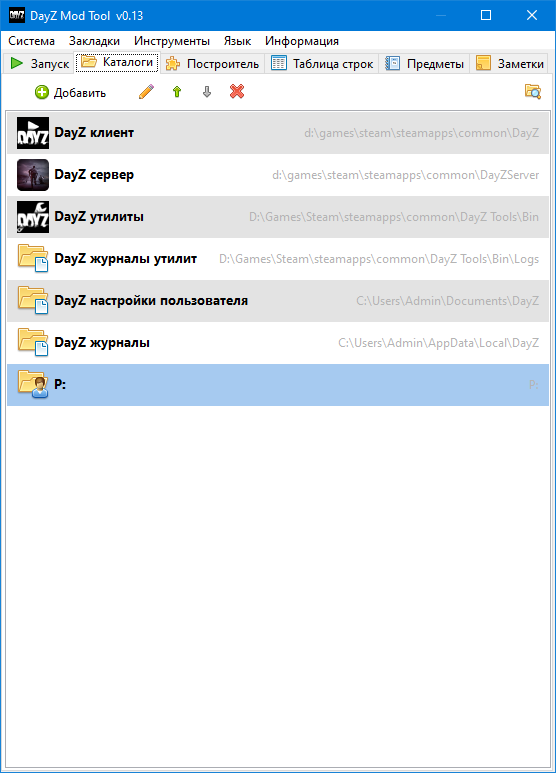 DayZ Mod Tool v0.13
Система Закладки Инструменты Язык Информация
Запуск Каталоги Построитель Таблица строк Предметы Заметки
Добавить
DayZ клиент d:\games\steam\steamapps\common\DayZ
DayZ сервер d:\games\steam\steamapps\common\DayZServer
DayZ утилиты D:\Games\Steam\steamapps\common\DayZ Tools\Bin
DayZ журналы утилит D:\Games\Steam\steamapps\common\DayZ Tools\Bin\Logs
DayZ настройки пользователя C:\Users\Admin\Documents\DayZ
DayZ журналы C:\Users\Admin\AppData\Local\DayZ
P: P: